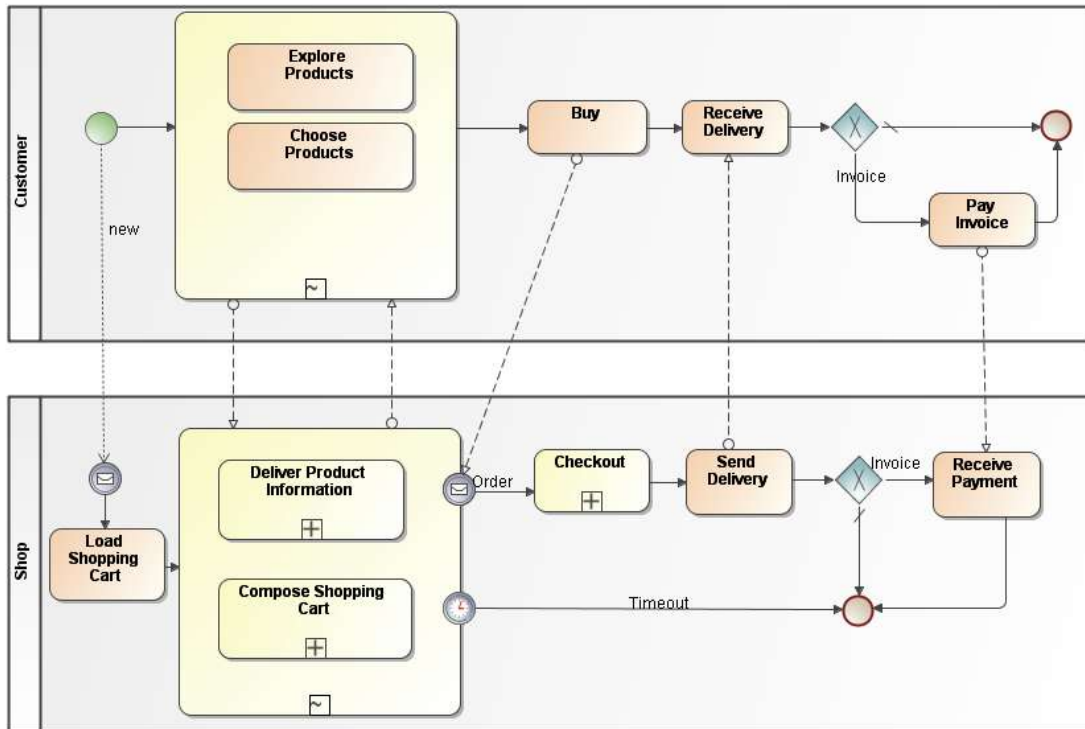 Customer
Explore
Products
Choose
Products
Buy
Receive
Delivery
Invoice
Pay
Invoice
new
Shop
Load
Shopping
Cart
Deliver Product
Information
Compose Shopping
Cart
Order
Checkout
Send
Delivery
Invoice
Receive
Payment
Timeout